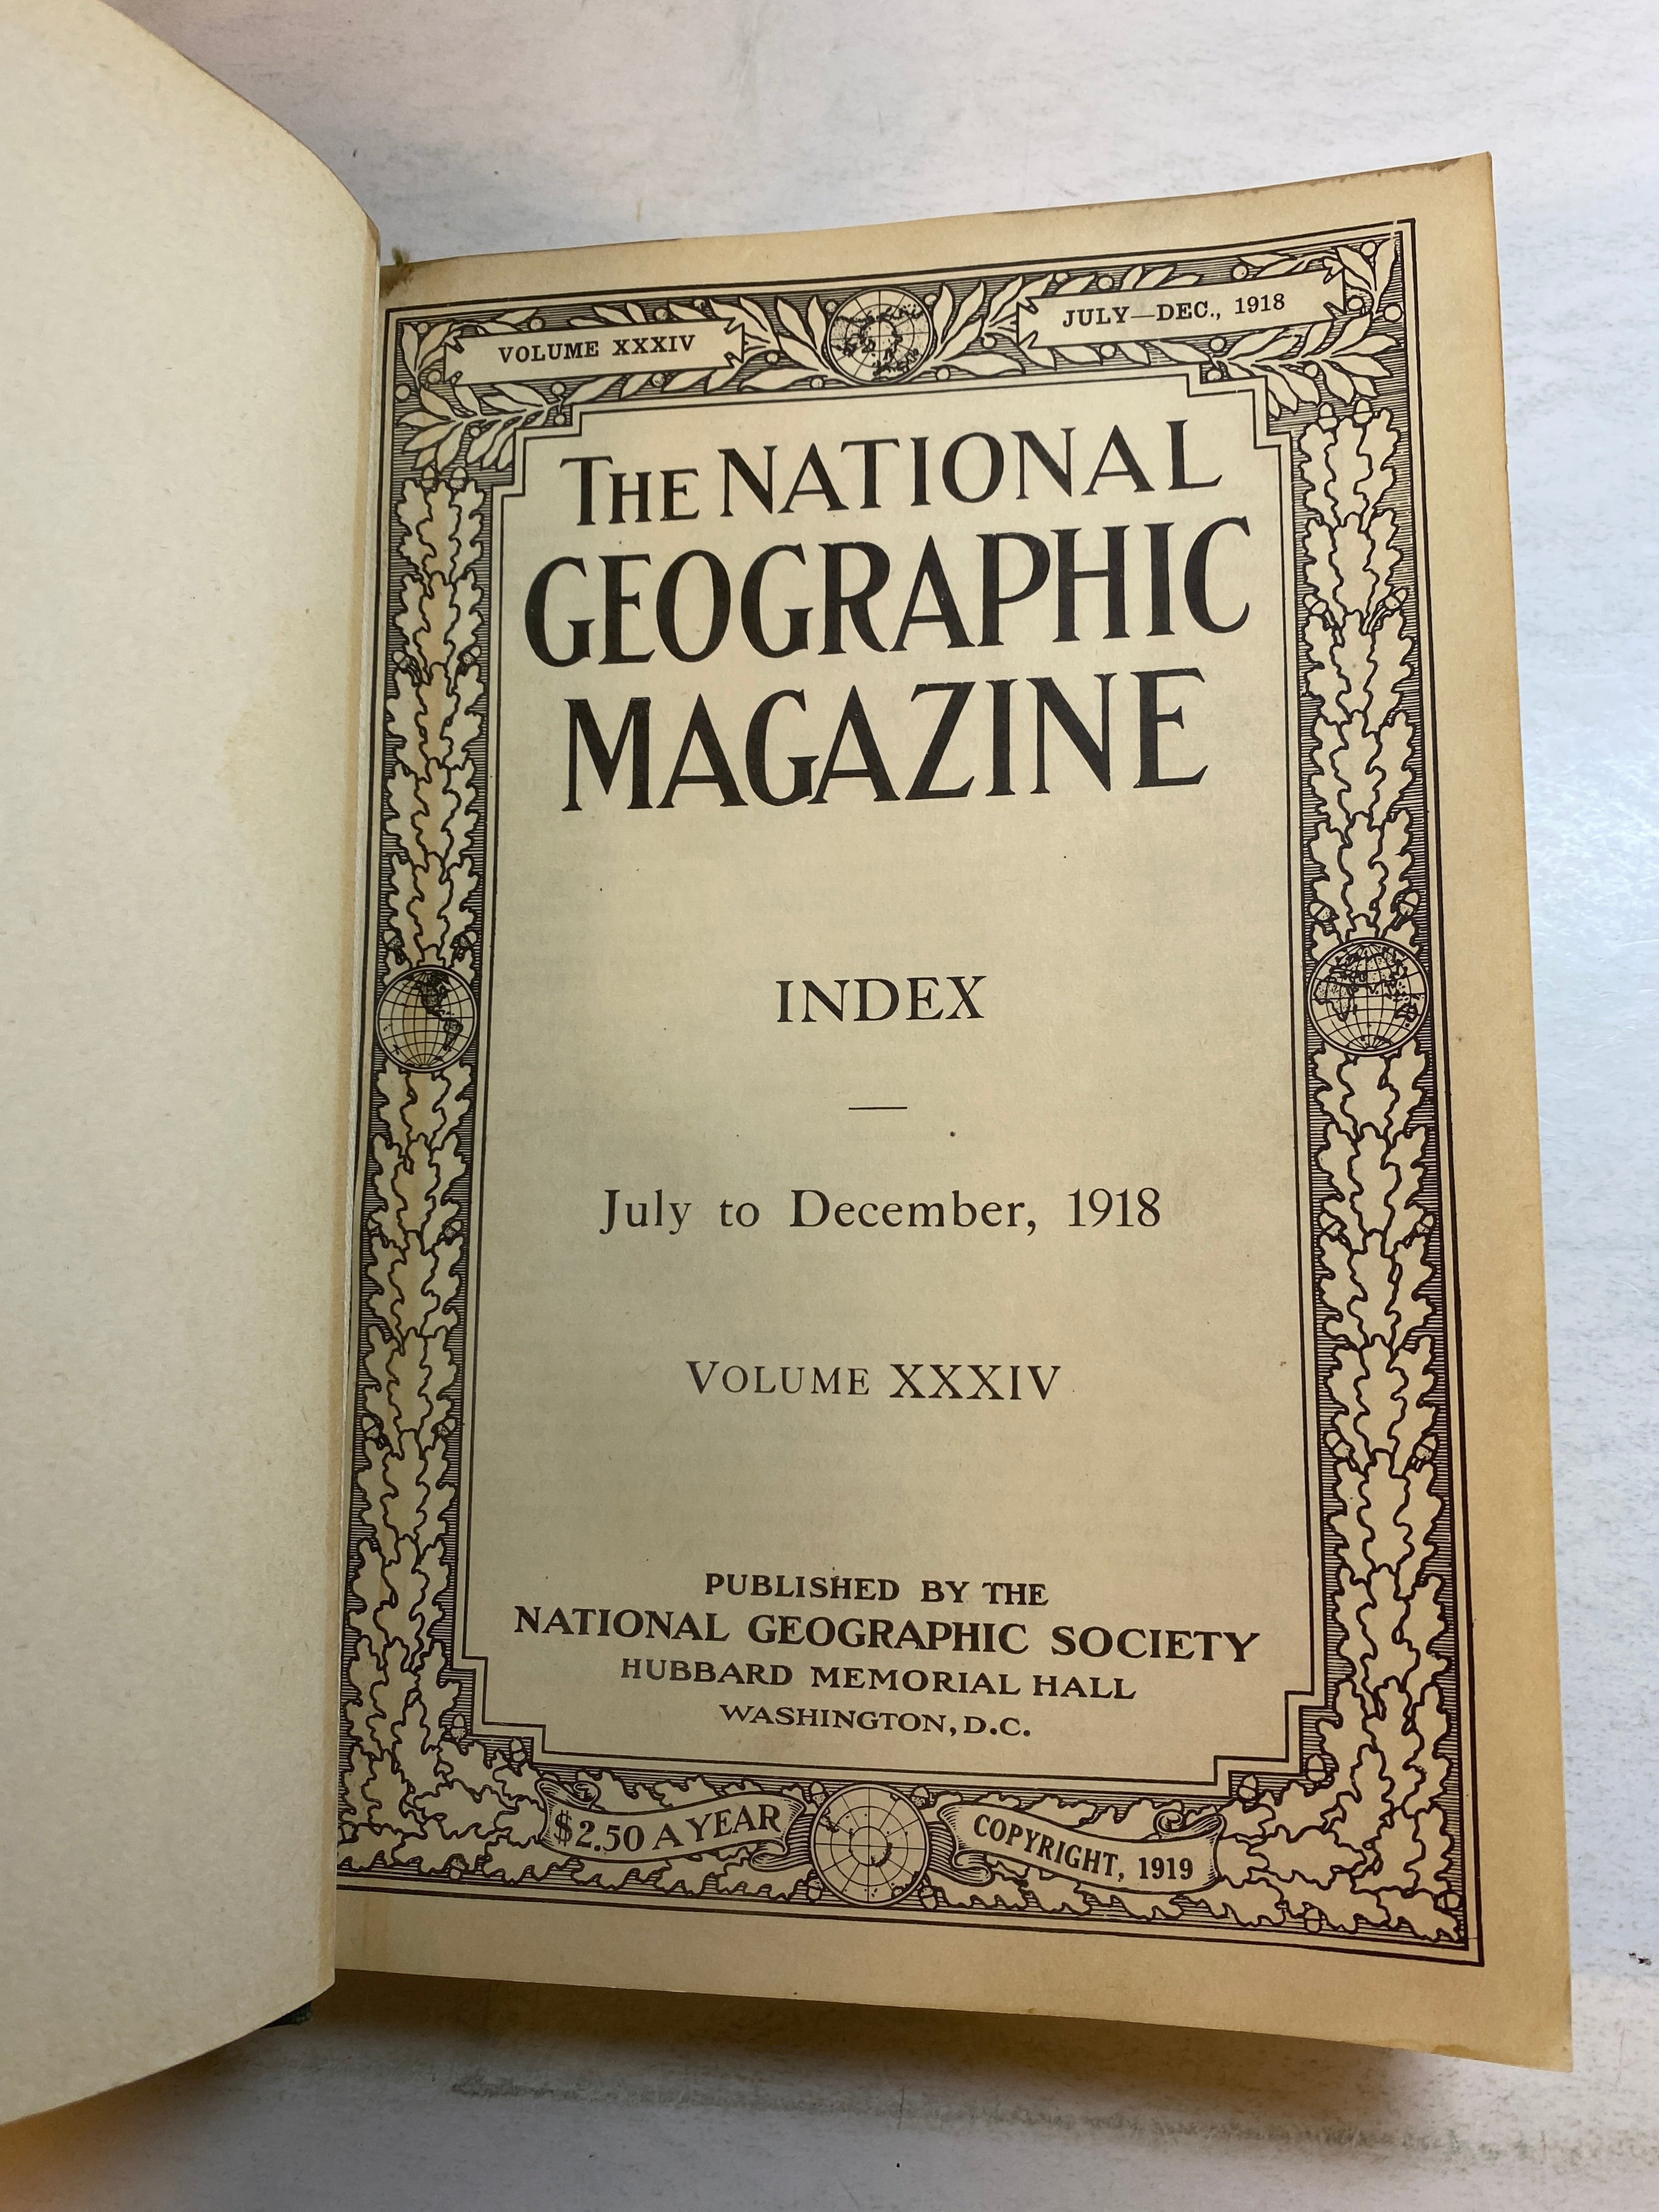 VOLUME XXXIV
JULY—DEC., 1918
THE NATIONAL
GEOGRAPHIC
MAGAZINE
INDEX
July to December, 1918
VOLUME XXXIV
PUBLISHED BY THE
NATIONAL GEOGRAPHIC SOCIETY
HUBBARD MEMORIAL HALL
WASHINGTON, D.C.
$2.50 A YEAR
COPYRIGHT, 1919